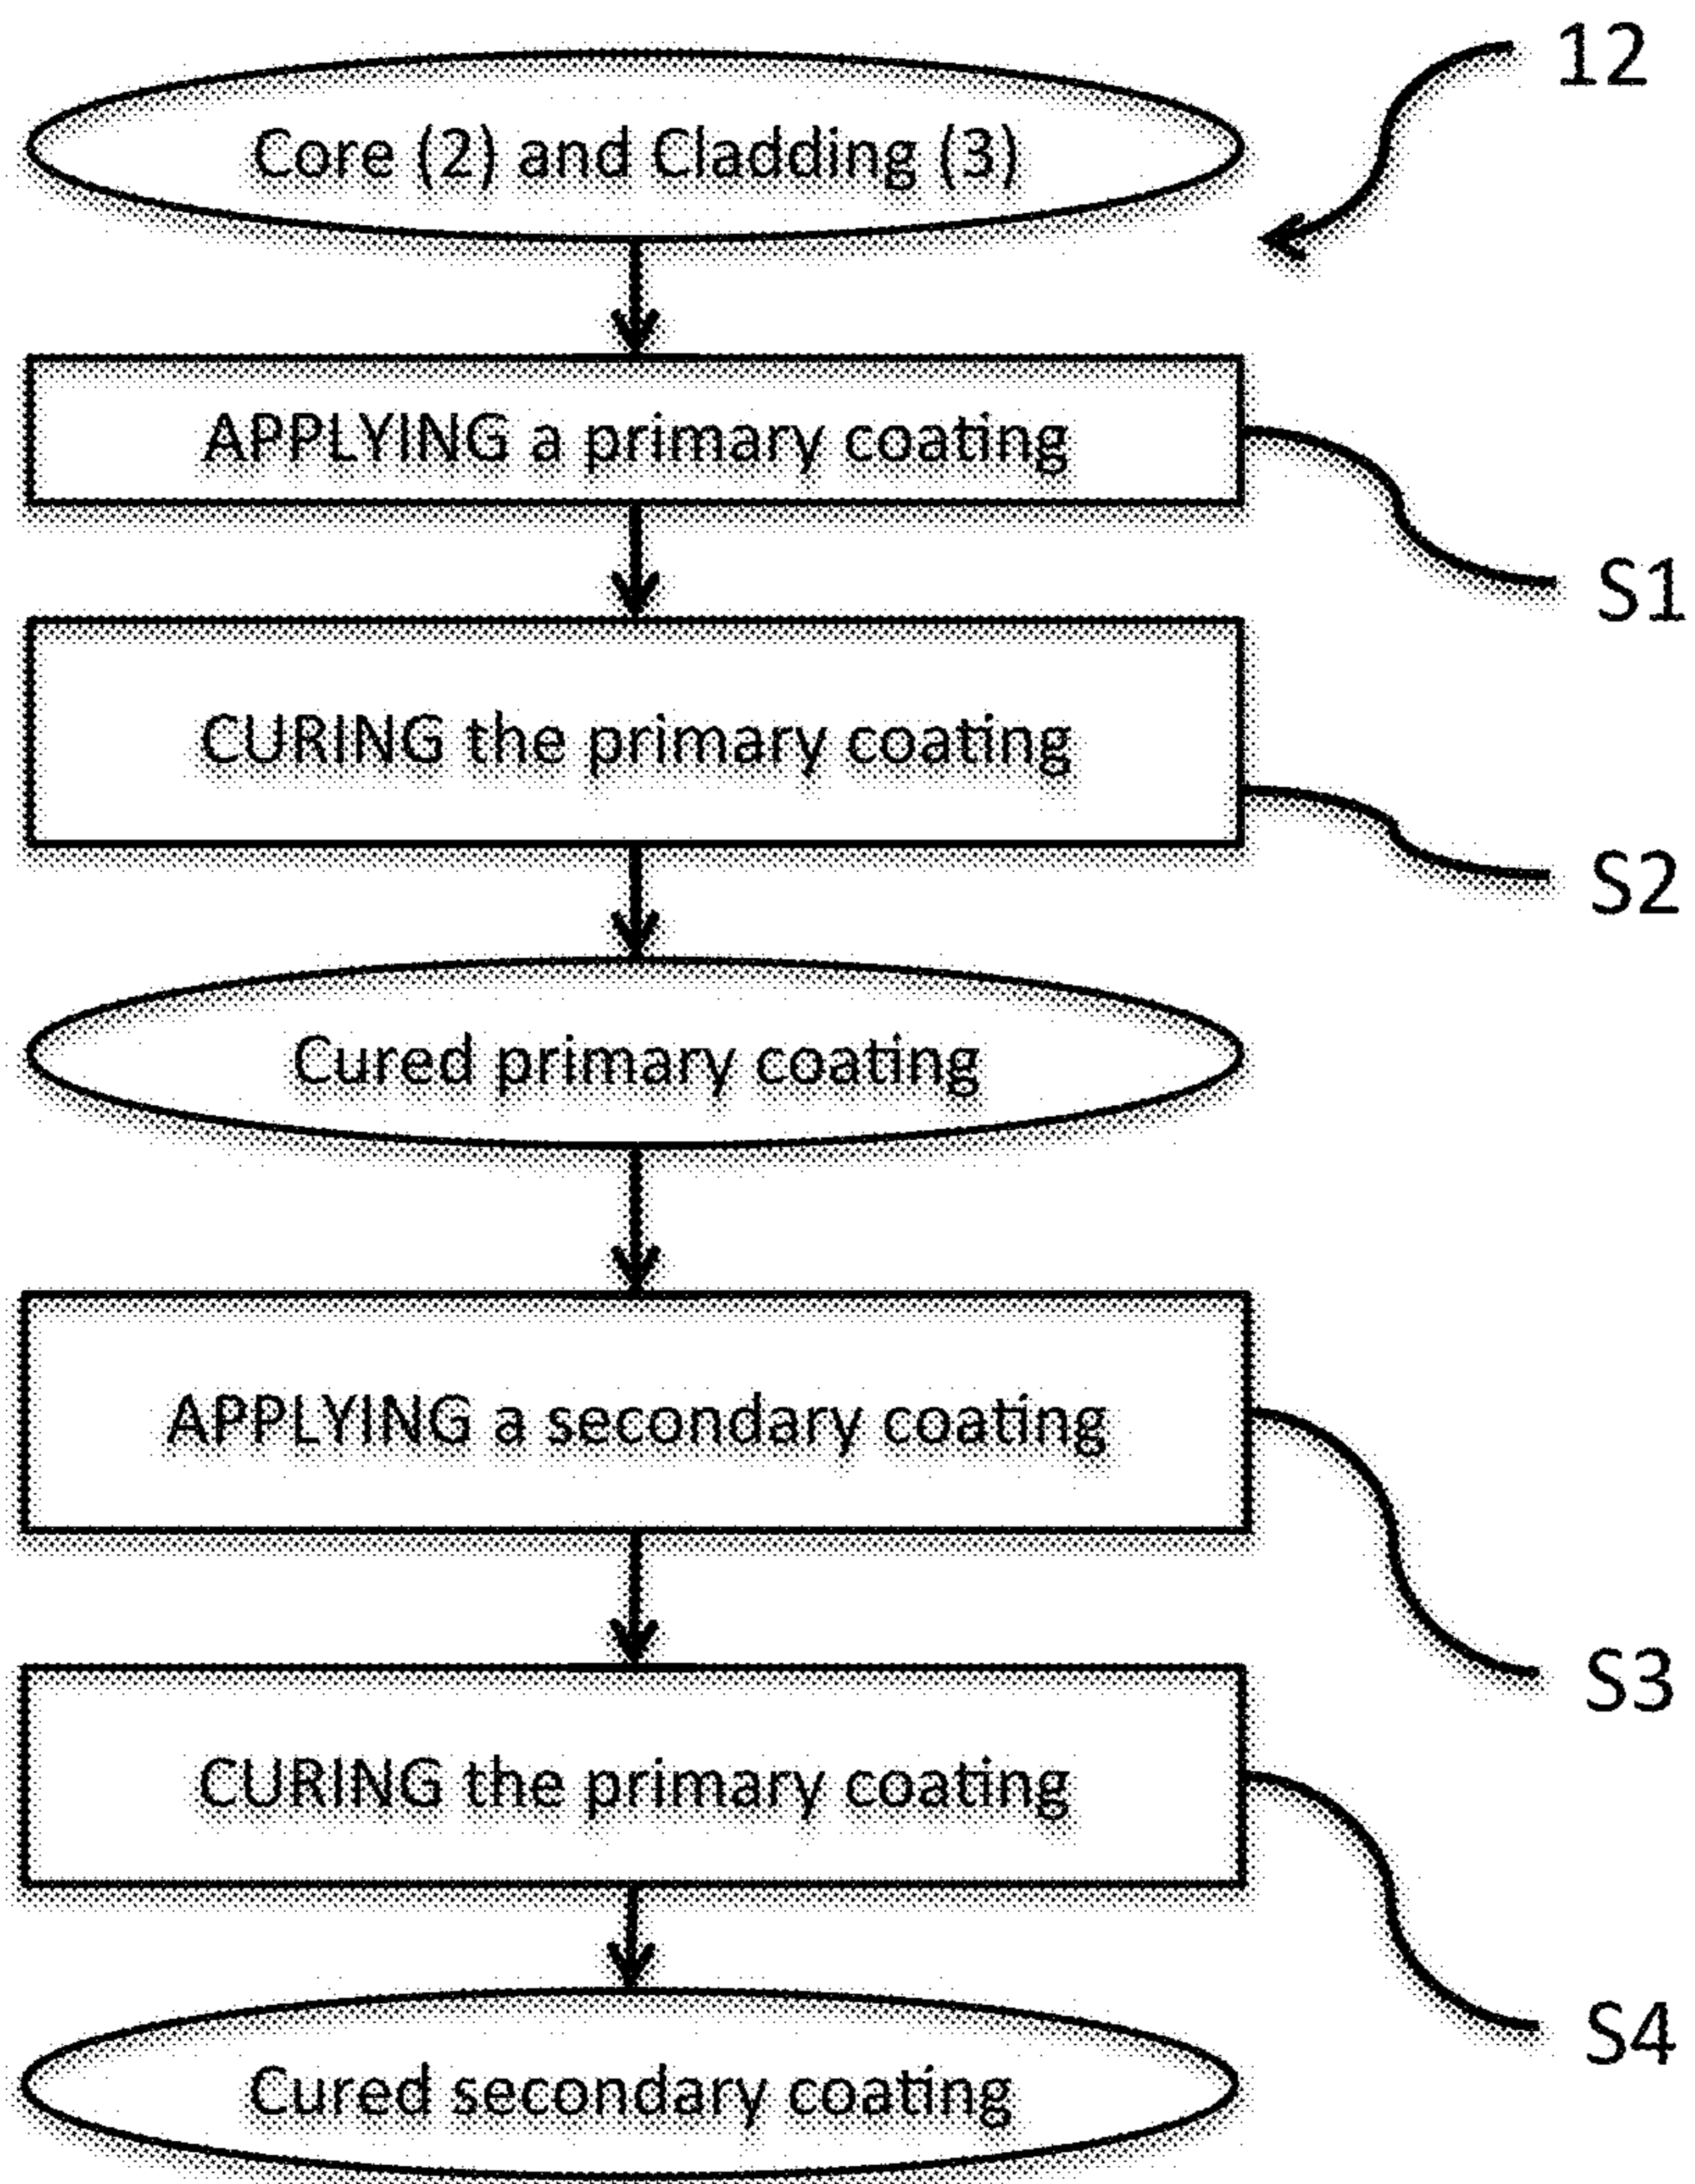 12
Core (2) and Cladding (3)
APPLYING a primary coating
S1
CURING the primary coating
S2
Cured primary coating
APPLYING a secondary coating
S3
CURING the primary coating
S4
Cured secondary coating